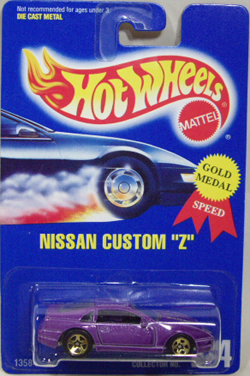 Not recommended for ages under 3
DIE CAST METAL
HOT WHEELS
MATTEL
GOLD
MEDAL
SPEED
NISSAN CUSTOM "Z"
COLLECTOR NO.